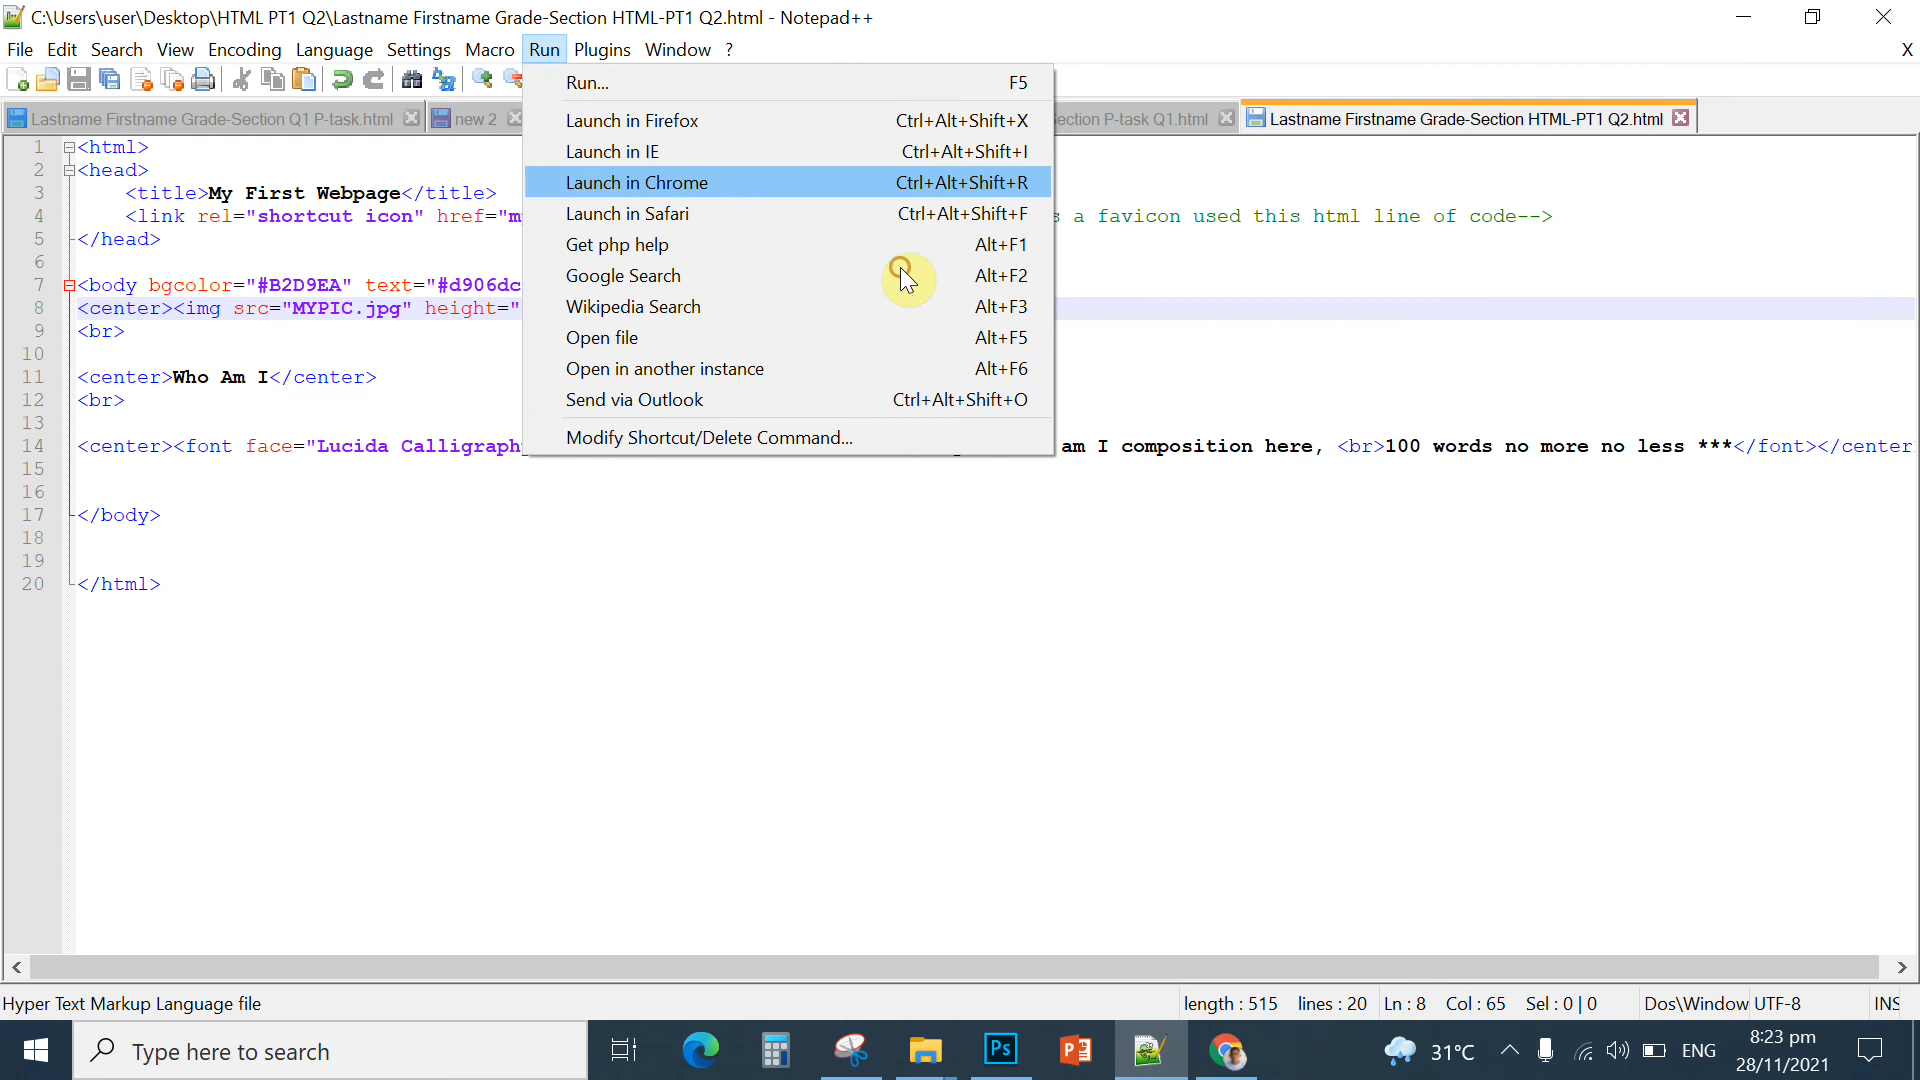 C:\Users\user\Desktop\HTML PT1 Q2\Lastname Firstname Grade-Section HTML-PT1 Q2.html - Notepad++
File Edit Search View Encoding Language Settings Macro Run Plugins Window ? X
Lastname Firstname Grade-Section Q1 P-task.html new 2 ection P-task Q1.html Lastname Firstname Grade-Section HTML-PT1 Q2.html
Run... F5
Launch in Firefox Ctrl+Alt+Shift+X
Launch in IE Ctrl+Alt+Shift+I
Launch in Chrome Ctrl+Alt+Shift+R
Launch in Safari Ctrl+Alt+Shift+F
Get php help Alt+F1
Google Search Alt+F2
Wikipedia Search Alt+F3
Open file Alt+F5
Open in another instance Alt+F6
Send via Outlook Ctrl+Alt+Shift+O
Modify Shortcut/Delete Command...
1 <html>
2 <head>
3 <title>My First Webpage</title>
4 <link rel="shortcut icon" href="m s a favicon used this html line of code-->
5 </head>
6
7 <body bgcolor="#B2D9EA" text="#d906dc
8 <center><img src="MYPIC.jpg" height="
9 <br>
10
11 <center>Who Am I</center>
12 <br>
13
14 <center><font face="Lucida Calligraph am I composition here, <br>100 words no more no less ***</font></center
15
16
17 </body>
18
19
20 </html>
Hyper Text Markup Language file length : 515 lines : 20 Ln : 8 Col : 65 Sel : 0 | 0 Dos\Window UTF-8 INS
Type here to search Ps 31°C ENG 8:23 pm
28/11/2021